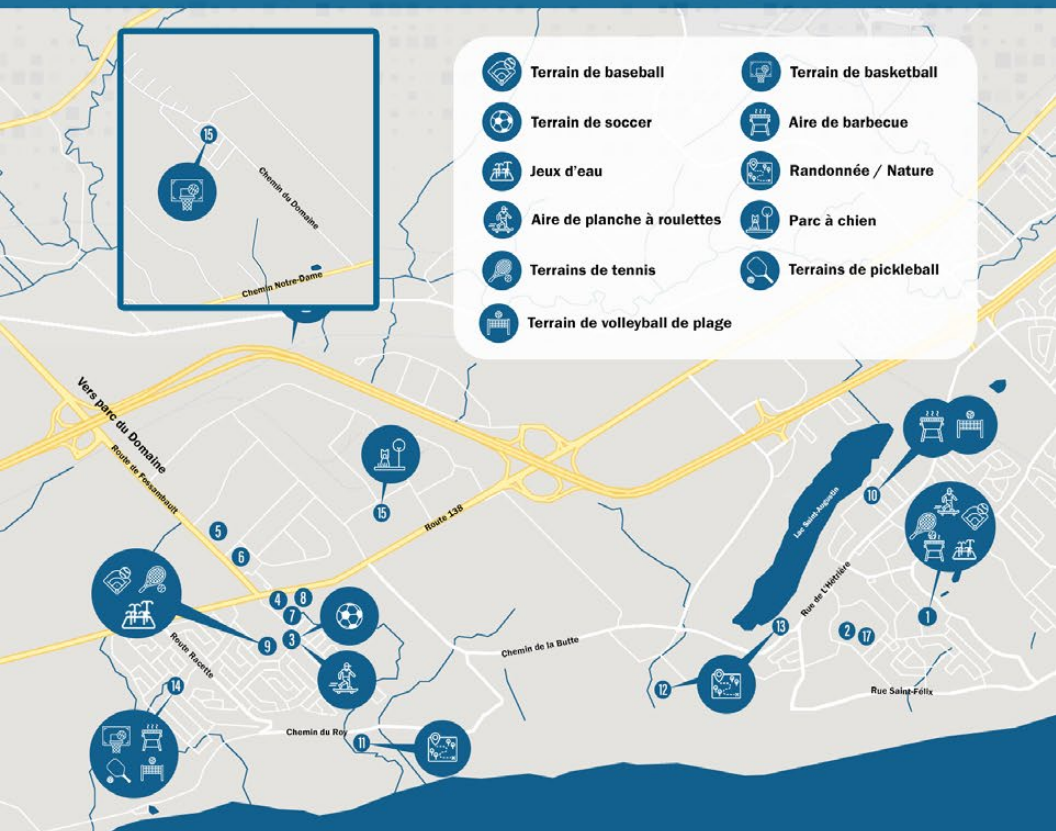 Terrain de baseball
Terrain de basketball
Terrain de soccer
Aire de barbecue
Jeux d'eau
Randonnée / Nature
Aire de planche à roulettes
Parc à chien
Terrains de tennis
Terrains de pickleball
Terrain de volleyball de plage
15
Chemin du Domaine
Chemin Notre-Dame
Vers parc du Domaine
Route de Fossambault
15
Route 138
5
6
4
8
7
3
9
Route Racette
14
Chemin du Roy
11
Chemin de la Butte
10
Lac Saint-Augustin
Rue de L'Hétrière
13
12
2
17
1
Rue Saint-Félix